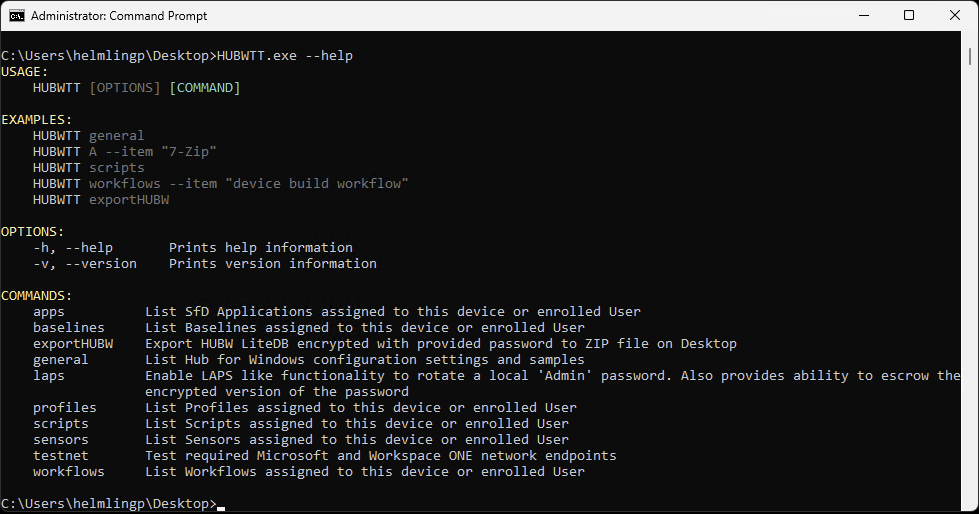 Administrator: Command Prompt
C:\Users\helmlingp\Desktop>HUBWTT.exe --help
USAGE:
    HUBWTT [OPTIONS] [COMMAND]
EXAMPLES:
    HUBWTT general
    HUBWTT A --item "7-Zip"
    HUBWTT scripts
    HUBWTT workflows --item "device build workflow"
    HUBWTT exportHUBW
OPTIONS:
    -h, --help       Prints help information
    -v, --version    Prints version information
COMMANDS:
    apps          List SfD Applications assigned to this device or enrolled User
    baselines     List Baselines assigned to this device or enrolled User
    exportHUBW    Export HUBW LiteDB encrypted with provided password to ZIP file on Desktop
    general       List Hub for Windows configuration settings and samples
    laps          Enable LAPS like functionality to rotate a local 'Admin' password. Also provides ability to escrow the
                  encrypted version of the password
    profiles      List Profiles assigned to this device or enrolled User
    scripts       List Scripts assigned to this device or enrolled User
    sensors       List Sensors assigned to this device or enrolled User
    testnet       Test required Microsoft and Workspace ONE network endpoints
    workflows     List Workflows assigned to this device or enrolled User
C:\Users\helmlingp\Desktop>